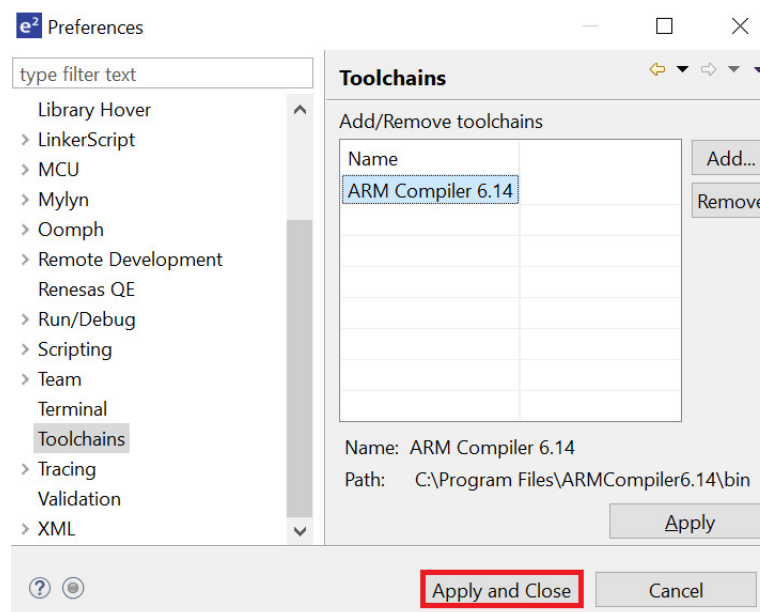 e² Preferences
type filter text
Library Hover
LinkerScript
MCU
Mylyn
Oomph
Remote Development
Renesas QE
Run/Debug
Scripting
Team
Terminal
Toolchains
Tracing
Validation
XML
Toolchains
Add/Remove toolchains
Name
ARM Compiler 6.14
Add...
Remove
Name: ARM Compiler 6.14
Path: C:\Program Files\ARMCompiler6.14\bin
Apply
? Apply and Close Cancel